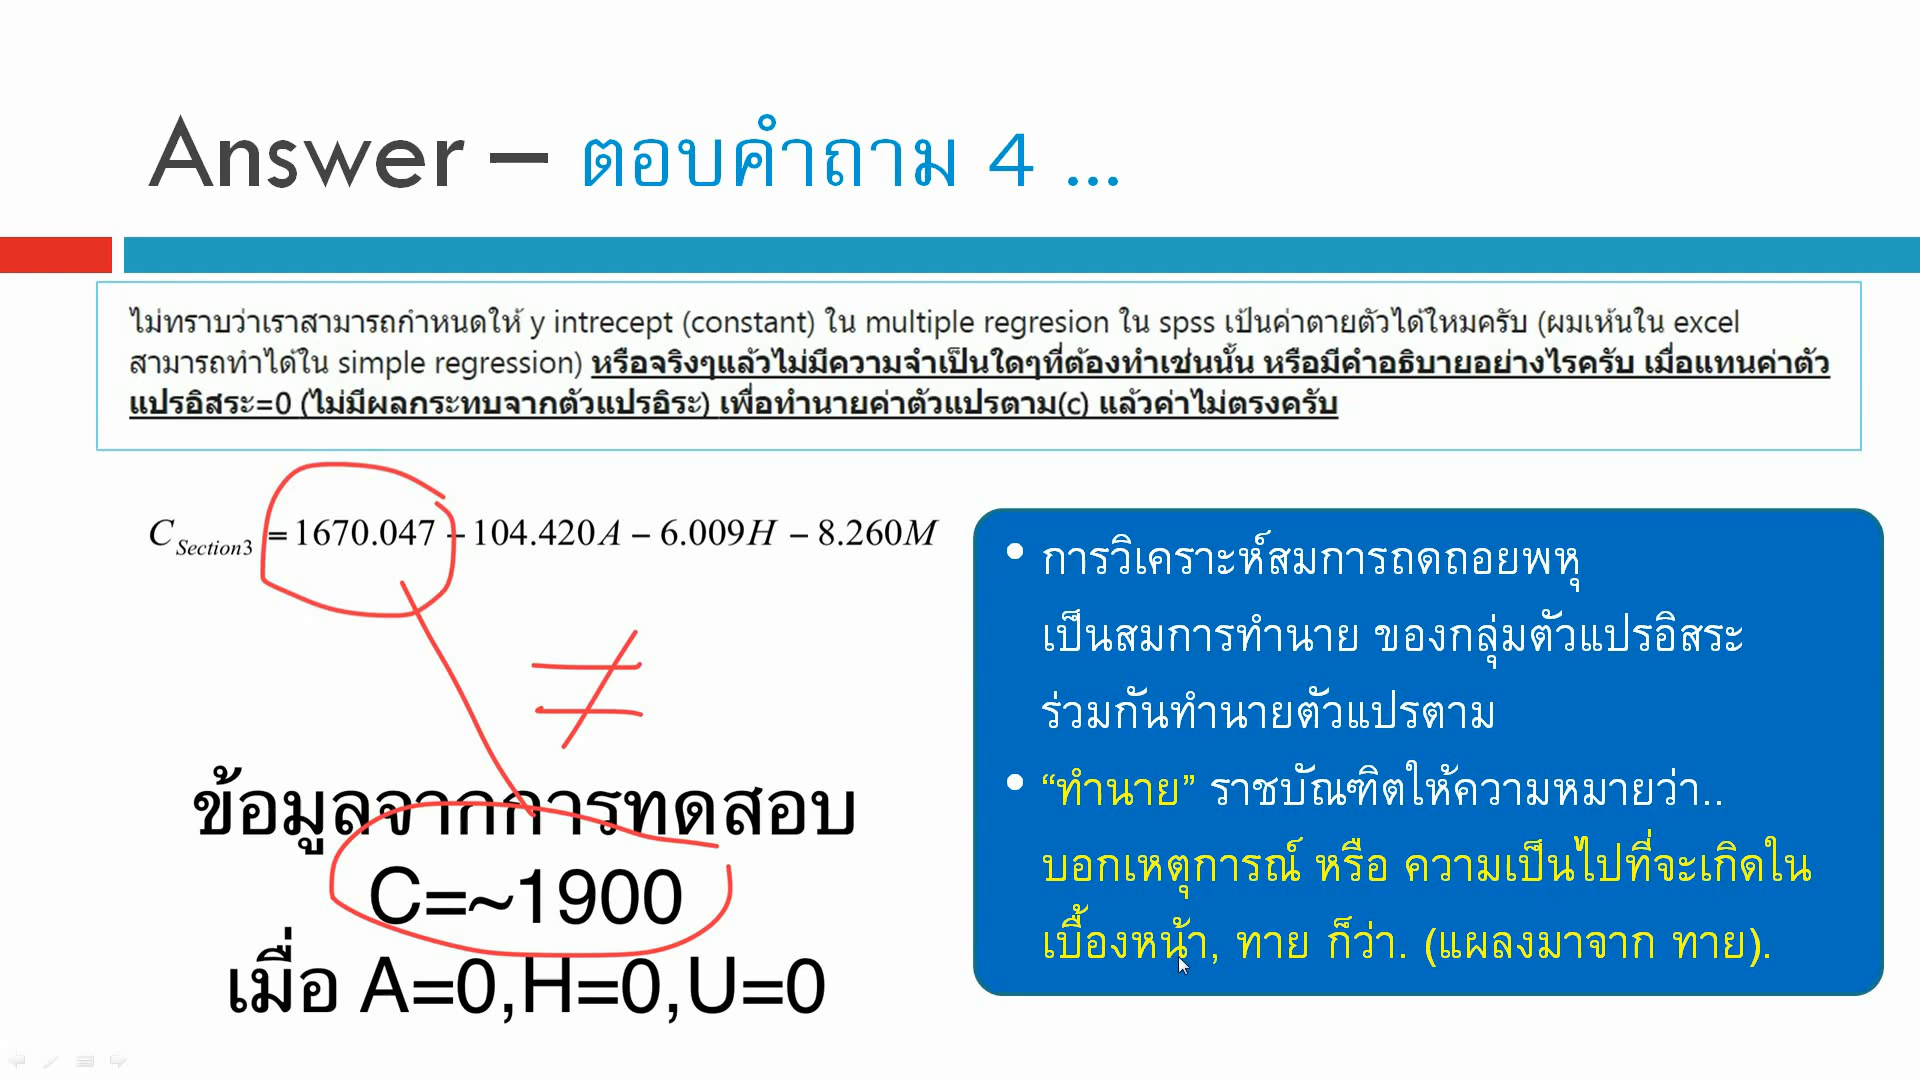 Answer – ตอบคำถาม 4 ...
ไม่ทราบว่าเราสามารถกำหนดให้ y intrecept (constant) ใน multiple regresion ใน spss เป็นค่าตายตัวได้ใหมครับ (ผมเห้นใน excel
สามารถทำได้ใน simple regression) หรือจริงๆแล้วไม่มีความจำเป็นใดๆที่ต้องทำเช่นนั้น หรือมีคำอธิบายอย่างไรครับ เมื่อแทนค่าตัว
แปรอิสระ=0 (ไม่มีผลกระทบจากตัวแปรอิระ) เพื่อทำนายค่าตัวแปรตาม(c) แล้วค่าไม่ตรงครับ
C Section3 = 1670.047 − 104.420A − 6.009H − 8.260M
≠
ข้อมูลจากการทดสอบ
C=~1900
เมื่อ A=0,H=0,U=0
• การวิเคราะห์สมการถดถอยพหุ
เป็นสมการทำนาย ของกลุ่มตัวแปรอิสระ
ร่วมกันทำนายตัวแปรตาม
• “ทำนาย” ราชบัณฑิตให้ความหมายว่า..
บอกเหตุการณ์ หรือ ความเป็นไปที่จะเกิดใน
เบื้องหน้า, ทาย ก็ว่า. (แผลงมาจาก ทาย).